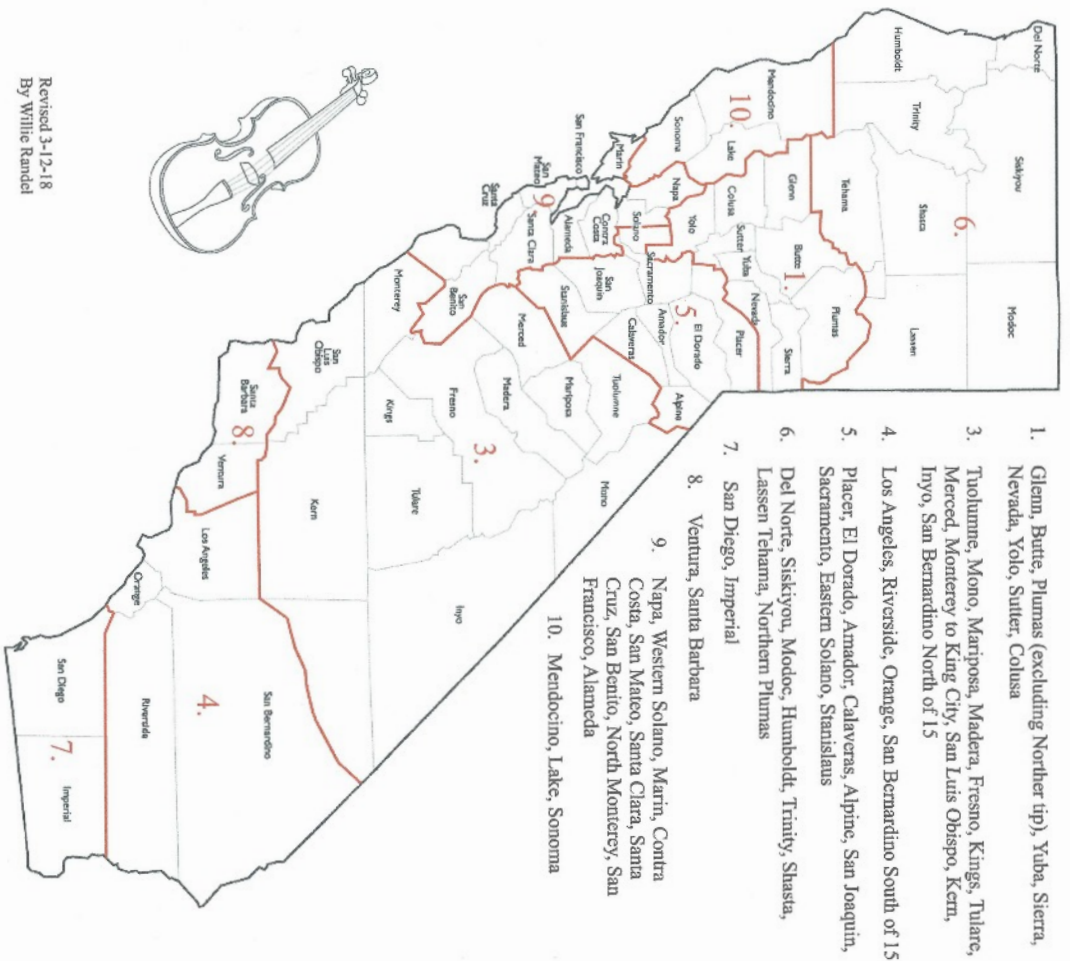 1. Glenn, Butte, Plumas (excluding Norther tip), Yuba, Sierra,
Nevada, Yolo, Sutter, Colusa
3. Tuolumne, Mono, Mariposa, Madera, Fresno, Kings, Tulare,
Merced, Monterey to King City, San Luis Obispo, Kern,
Inyo, San Bernardino North of 15
4. Los Angeles, Riverside, Orange, San Bernardino South of 15
5. Placer, El Dorado, Amador, Calaveras, Alpine, San Joaquin,
Sacramento, Eastern Solano, Stanislaus
6. Del Norte, Siskiyou, Modoc, Humboldt, Trinity, Shasta,
Lassen Tehama, Northern Plumas
7. San Diego, Imperial
8. Ventura, Santa Barbara
9. Napa, Western Solano, Marin, Contra
Costa, San Mateo, Santa Clara, Santa
Cruz, San Benito, North Monterey, San
Francisco, Alameda
10. Mendocino, Lake, Sonoma
Del Norte
Siskiyou
Modoc
6.
Humboldt
Trinity
Shasta
Lassen
Tehama
Plumas
Mendocino
10.
Glenn
Butte
1.
Lake
Colusa
Sutter
Yuba
Nevada
Sierra
Sonoma
Napa
Yolo
Placer
El Dorado
5.
Marin
Solano
Sacramento
Amador
Alpine
San Francisco
Contra
Costa
San
Joaquin
Calaveras
Tuolumne
Alameda
Stanislaus
Mono
San
Mateo
9
Santa Clara
Merced
Mariposa
Santa
Cruz
San
Benito
Madera
Fresno
3.
Monterey
Kings
Tulare
Inyo
San
Luis
Obispo
Kern
Santa
Barbara
8.
Ventura
Los Angeles
San Bernardino
4.
Orange
Riverside
San Diego
7.
Imperial
Revised 3-12-18
By Willie Randel